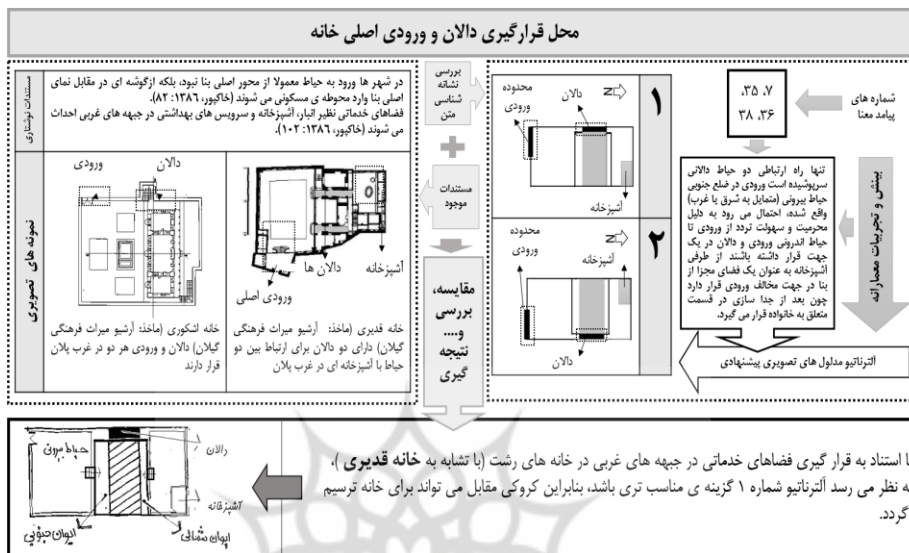 محل قرارگیری دالان و ورودی اصلی خانه
شماره های
پیامد معنا
۷، ۳۵،
۳۶، ۳۸
بینش و تجربیات معمارانه
تنها راه ارتباطی دو حیاط دالانی
سرپوشیده است ورودی در ضلع جنوبی
حیاط بیرونی (متمایل به شرق یا غرب)
واقع شده، احتمال می رود به دلیل
محرمیت و سهولت تردد از ورودی تا
حیاط اندرونی ورودی و دالان در یک
جهت قرار داشته باشند از طرفی
آشپزخانه به عنوان یک فضای مجزا از
بنا در جهت مخالف ورودی قرار دارد
چون بعد از جدا سازی در قسمت
متعلق به خانواده قرار می گیرد.
آلترناتیو مدلول های تصویری پیشنهادی
۱
N
دالان
محدوده
ورودی
آشپزخانه
۲
N
محدوده
ورودی
آشپزخانه
دالان
بررسی
نشانه
شناسی
متن
مستندات
موجود
مقایسه،
بررسی
و....
نتیجه
گیری
مستندات نوشتاری
در شهر ها ورود به حیاط معمولا از محور اصلی بنا نبود، بلکه ازگوشه ای در مقابل نمای
اصلی بنا وارد محوطه ی مسکونی می شوند (خاکپور، ۱۳۸۶: ۸۲).
فضاهای خدماتی نظیر انبار، آشپزخانه و سرویس های بهداشتی در جبهه های غربی احداث
می شوند (خاکپور، ۱۳۸۶: ۱۰۲).
نمونه های تصویری
آشپزخانه
دالان ها
ورودی اصلی
خانه قدیری (ماخذ: آرشیو میراث فرهنگی
گیلان) دارای دو دالان برای ارتباط بین دو
حیاط با آشپزخانه ای در غرب پلان
دالان
ورودی
خانه اشکوری (ماخذ: آرشیو میراث فرهنگی
گیلان) دالان و ورودی هر دو در غرب پلان
قرار دارند
ا استناد به قرار گیری فضاهای خدماتی در جبهه های غربی در خانه های رشت (با تشابه به خانه قدیری )،
ه نظر می رسد آلترناتیو شماره ۱ گزینه ی مناسب تری باشد، بنابراین کروکی مقابل می تواند برای خانه ترسیم
گردد.
دالان
حیاط بیرونی
آشپزخانه
ایوان شمالی
ایوان جنوبی